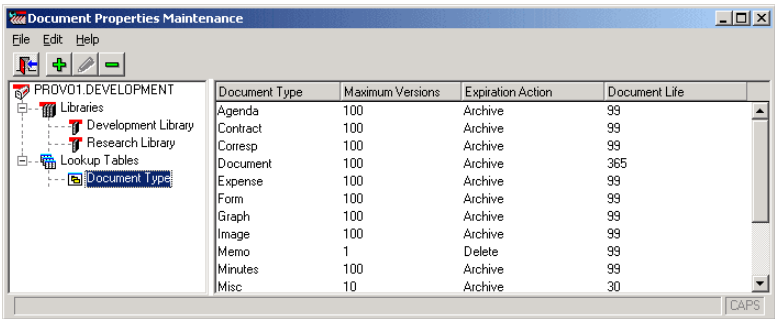 Document Properties Maintenance
File Edit Help
PROVO1.DEVELOPMENT
Libraries
Development Library
Research Library
Lookup Tables
Document Type
Document Type Maximum Versions Expiration Action Document Life
Agenda 100 Archive 99
Contract 100 Archive 99
Corresp 100 Archive 99
Document 100 Archive 365
Expense 100 Archive 99
Form 100 Archive 99
Graph 100 Archive 99
Image 100 Archive 99
Memo 1 Delete 99
Minutes 100 Archive 99
Misc 10 Archive 30
CAPS